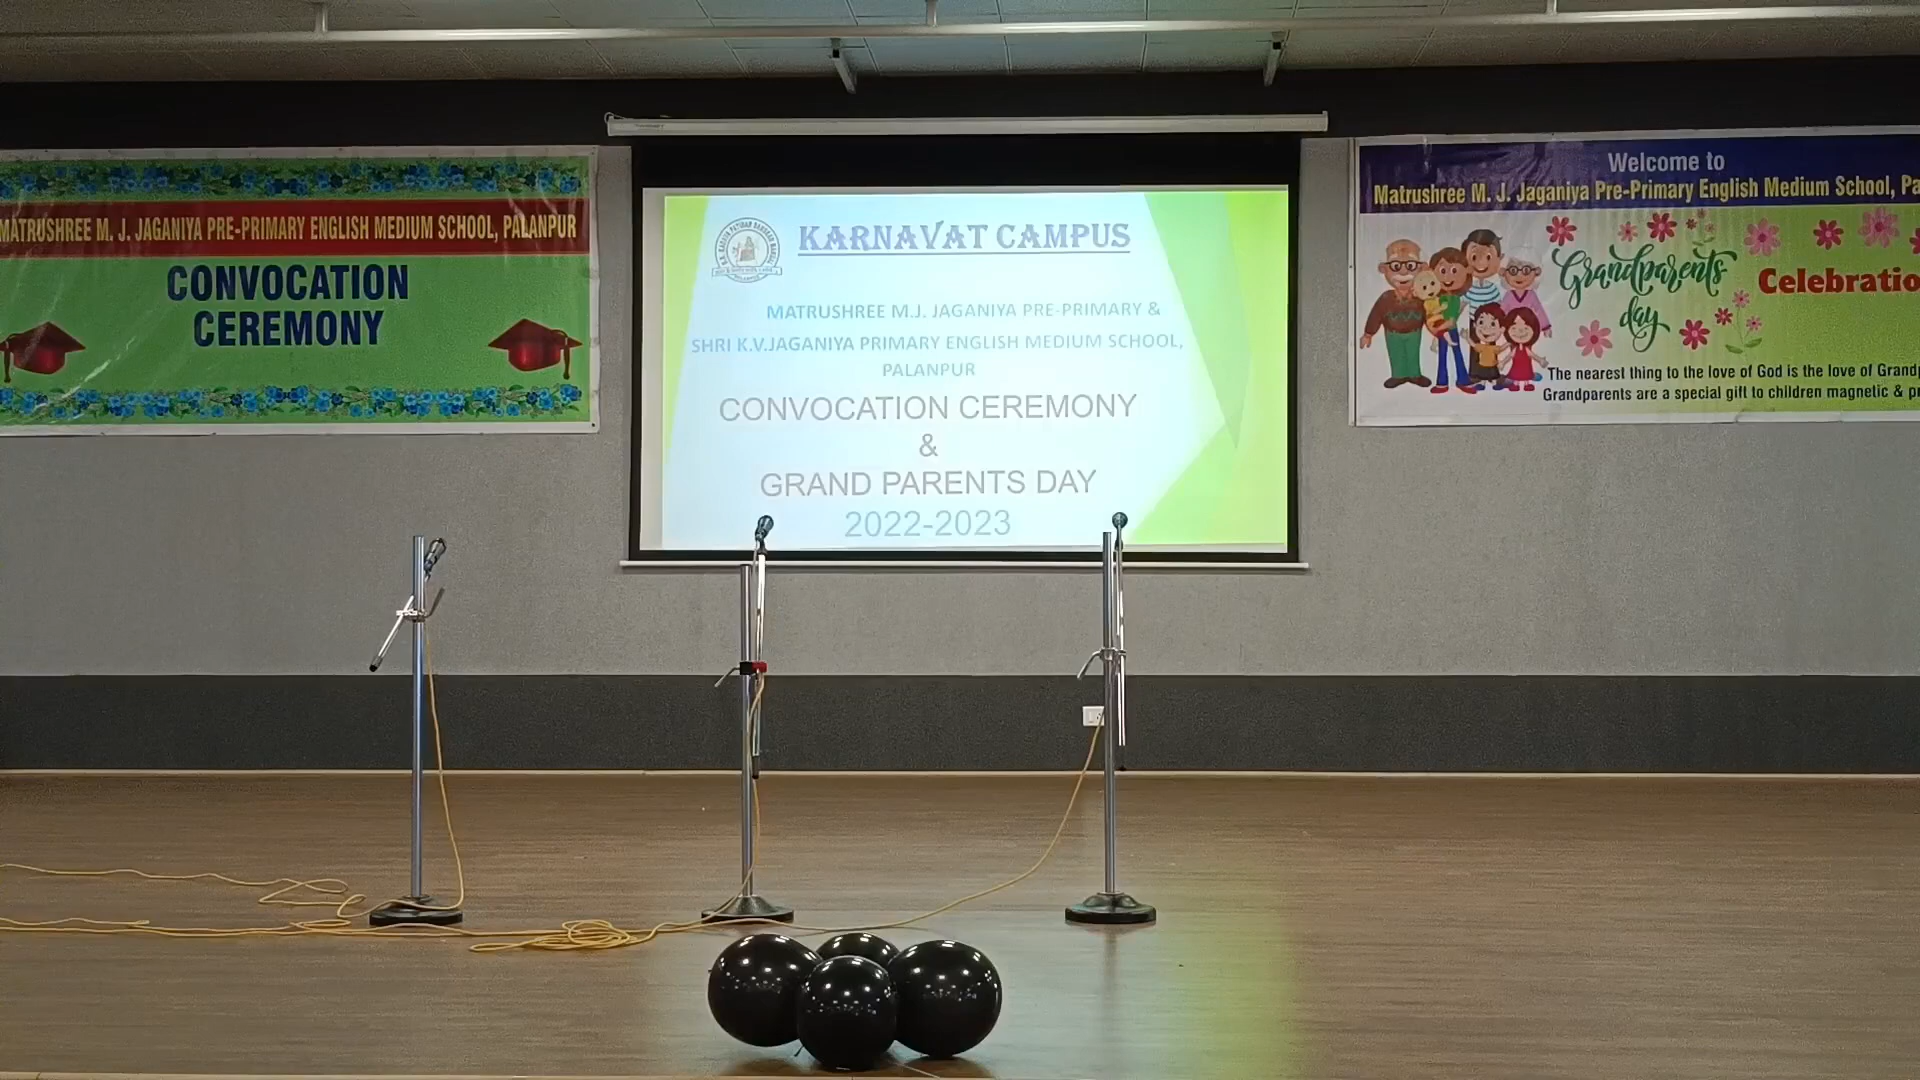 MATRUSHREE M. J. JAGANIYA PRE-PRIMARY ENGLISH MEDIUM SCHOOL, PALANPUR
CONVOCATION
CEREMONY
KARNAVAT CAMPUS
MATRUSHREE M.J. JAGANIYA PRE-PRIMARY &
SHRI K.V.JAGANIYA PRIMARY ENGLISH MEDIUM SCHOOL,
PALANPUR
CONVOCATION CEREMONY
&
GRAND PARENTS DAY
2022-2023
Welcome to
Matrushree M. J. Jaganiya Pre-Primary English Medium School, Pa
Grandparents
day
Celebratio
The nearest thing to the love of God is the love of Grandp
Grandparents are a special gift to children magnetic &